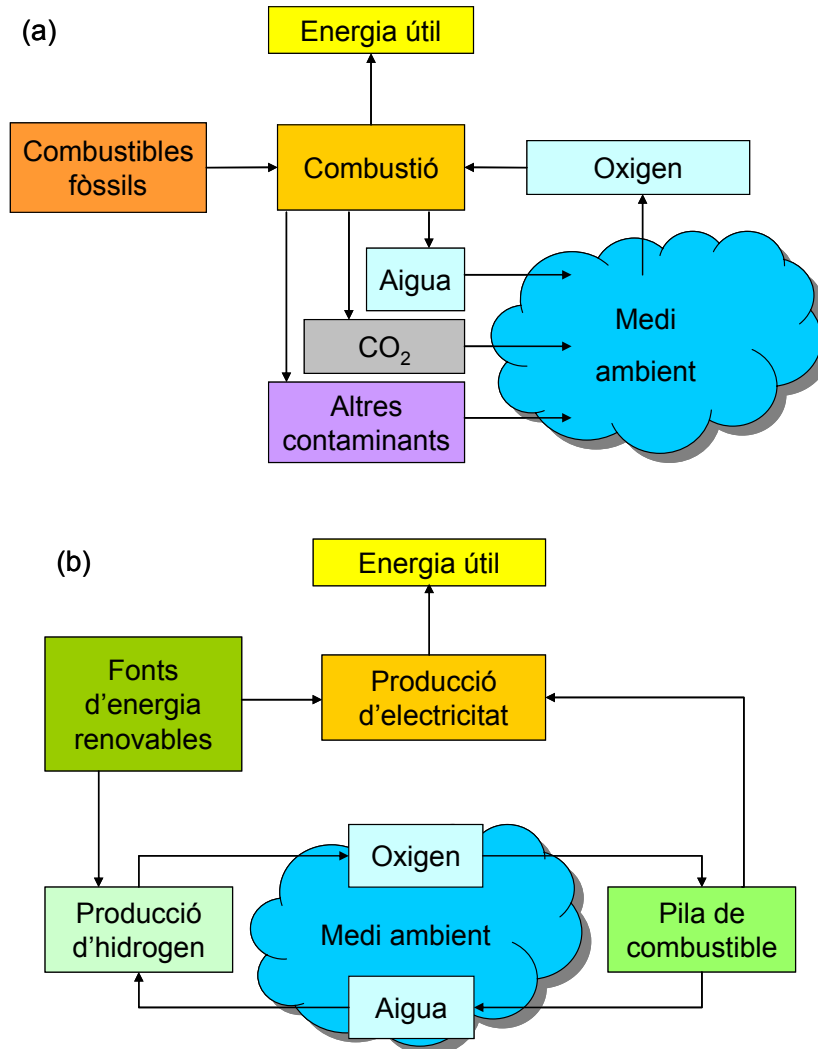 (a)
Energia útil
Combustibles
fòssils
Combustió
Oxigen
Aigua
Medi
ambient
CO₂
Altres
contaminants
(b)
Energia útil
Fonts
d’energia
renovables
Producció
d’electricitat
Oxigen
Producció
d’hidrogen
Medi ambient
Pila de
combustible
Aigua